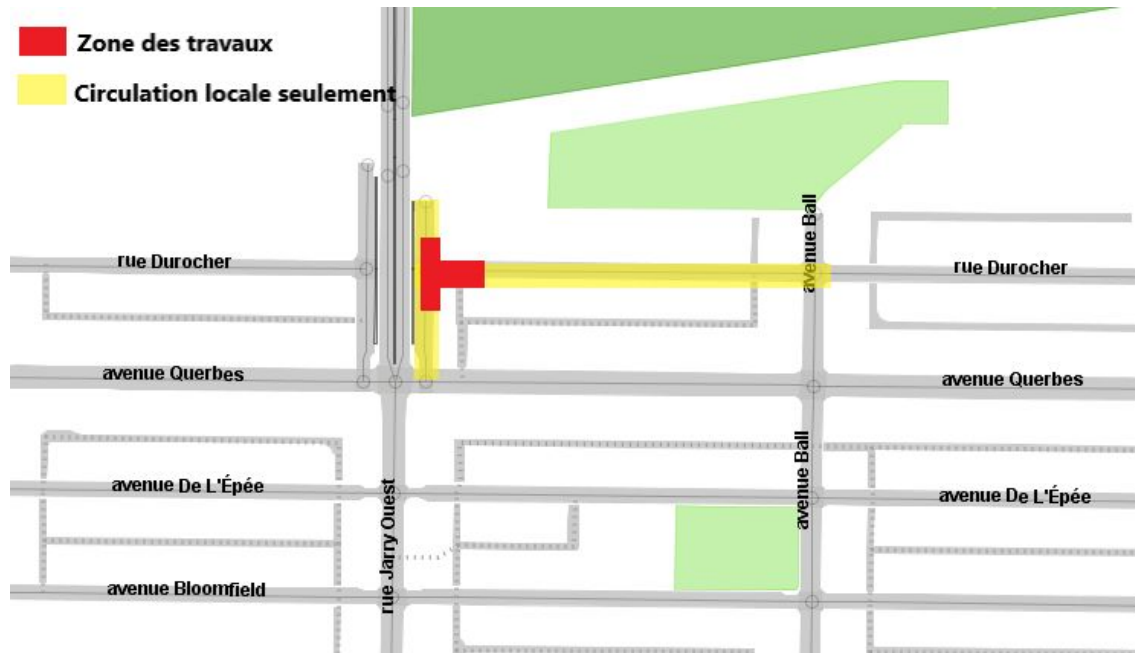 Zone des travaux
Circulation locale seulement
avenue Ball
rue Durocher
rue Durocher
avenue Querbes
avenue Querbes
avenue Ball
avenue De L'Épée
avenue De L'Épée
rue Jarry Ouest
avenue Bloomfield